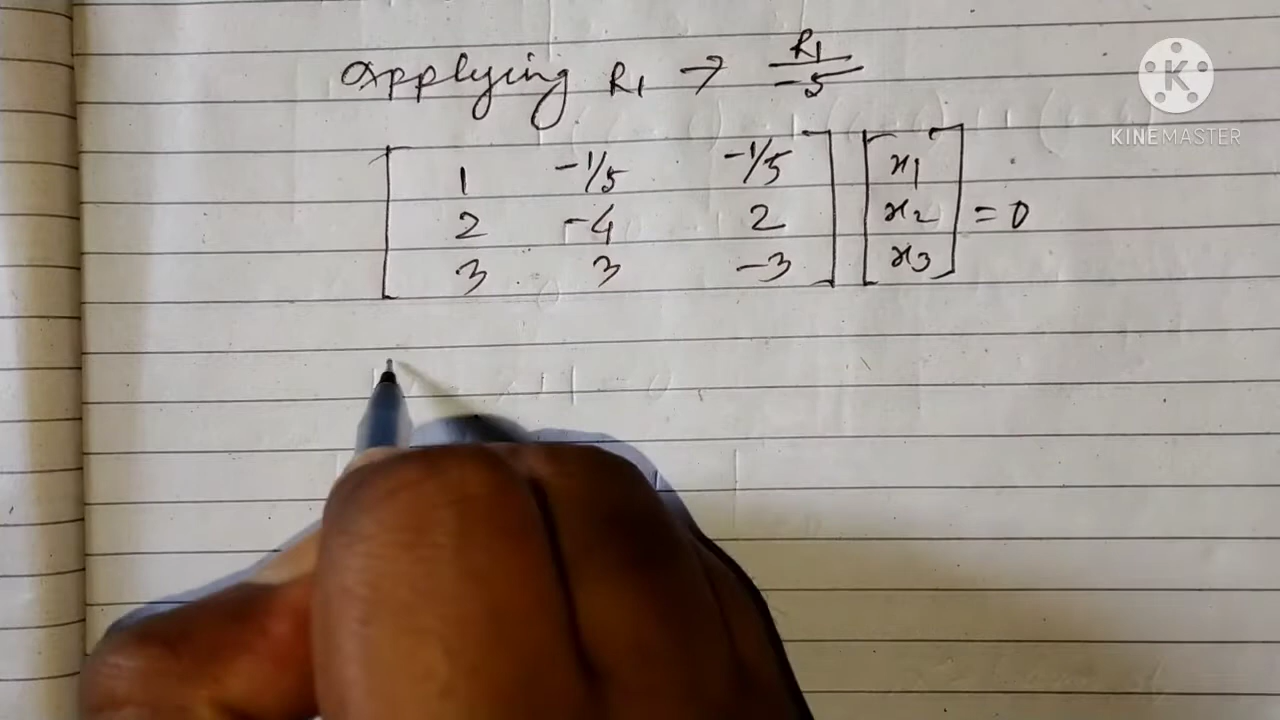 Applying R1 → R1/-5
1 -1/5 -1/5 x1
2 -4 2 x2 = 0
3 3 -3 x3
K
KINEMASTER